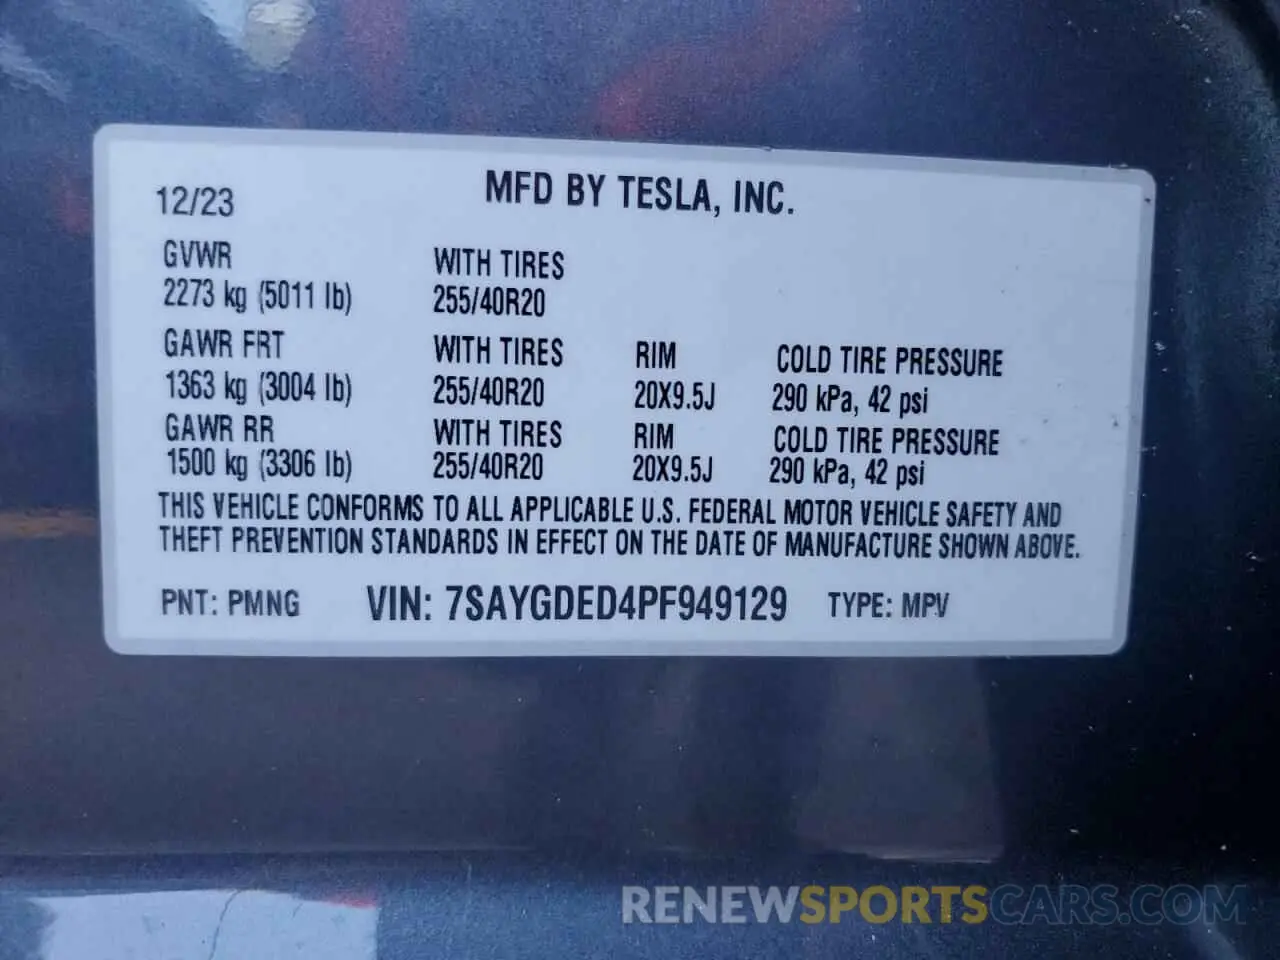 12/23 MFD BY TESLA, INC.
GVWR WITH TIRES
2273 kg (5011 lb) 255/40R20
GAWR FRT WITH TIRES RIM COLD TIRE PRESSURE
1363 kg (3004 lb) 255/40R20 20X9.5J 290 kPa, 42 psi
GAWR RR WITH TIRES RIM COLD TIRE PRESSURE
1500 kg (3306 lb) 255/40R20 20X9.5J 290 kPa, 42 psi
THIS VEHICLE CONFORMS TO ALL APPLICABLE U.S. FEDERAL MOTOR VEHICLE SAFETY AND
THEFT PREVENTION STANDARDS IN EFFECT ON THE DATE OF MANUFACTURE SHOWN ABOVE.
PNT: PMNG VIN: 7SAYGDED4PF949129 TYPE: MPV
RENEWSPORTSCARS.COM